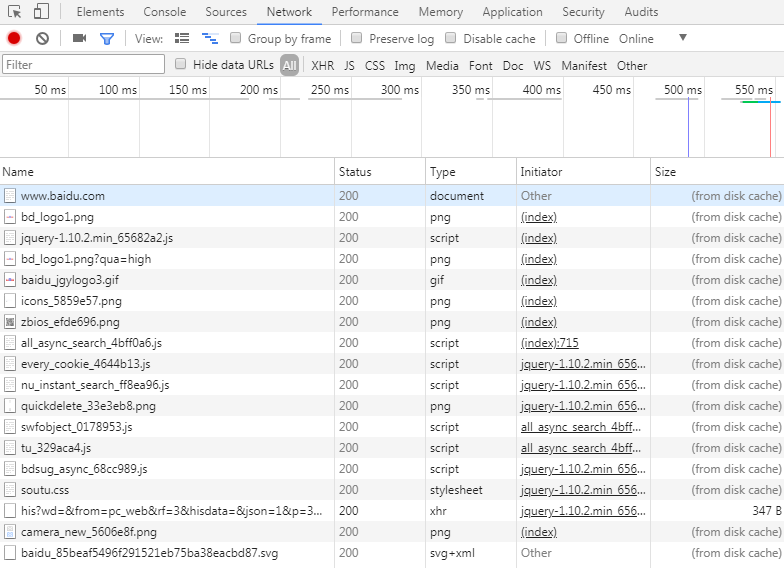 Elements Console Sources Network Performance Memory Application Security Audits
View: Group by frame Preserve log Disable cache Offline Online
Filter Hide data URLs All XHR JS CSS Img Media Font Doc WS Manifest Other
50 ms 100 ms 150 ms 200 ms 250 ms 300 ms 350 ms 400 ms 450 ms 500 ms 550 ms
Name Status Type Initiator Size
www.baidu.com 200 document Other (from disk cache)
bd_logo1.png 200 png (index) (from disk cache)
jquery-1.10.2.min_65682a2.js 200 script (index) (from disk cache)
bd_logo1.png?qua=high 200 png (index) (from disk cache)
baidu_jgylogo3.gif 200 gif (index) (from disk cache)
icons_5859e57.png 200 png (index) (from disk cache)
zbios_efde696.png 200 png (index) (from disk cache)
all_async_search_4bff0a6.js 200 script (index):715 (from disk cache)
every_cookie_4644b13.js 200 script jquery-1.10.2.min_656... (from disk cache)
nu_instant_search_ff8ea96.js 200 script jquery-1.10.2.min_656... (from disk cache)
quickdelete_33e3eb8.png 200 png jquery-1.10.2.min_656... (from disk cache)
swfobject_0178953.js 200 script all_async_search_4bff... (from disk cache)
tu_329aca4.js 200 script all_async_search_4bff... (from disk cache)
bdsug_async_68cc989.js 200 script jquery-1.10.2.min_656... (from disk cache)
soutu.css 200 stylesheet jquery-1.10.2.min_656... (from disk cache)
his?wd=&from=pc_web&rf=3&hisdata=&json=1&p=3... 200 xhr jquery-1.10.2.min_656... 347 B
camera_new_5606e8f.png 200 png (index) (from disk cache)
baidu_85beaf5496f291521eb75ba38eacbd87.svg 200 svg+xml Other (from disk cache)